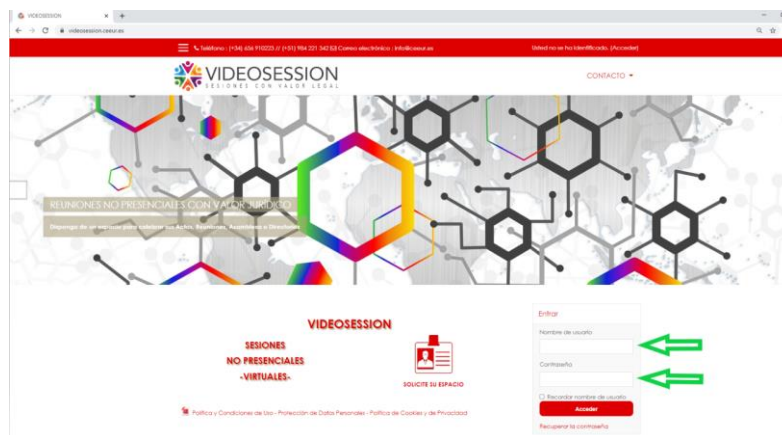 VIDEOSESSION
videosession.ceeur.es
Teléfono : (+34) 656 910225 // (+51) 984 221 342 Correo electrónico : info@ceeur.es
Usted no se ha identificado. (Acceder)
VIDEOSESSION
SESIONES CON VALOR LEGAL
CONTACTO
REUNIONES NO PRESENCIALES CON VALOR JURÍDICO
Disponga de un espacio para celebrar sus Actos, Reuniones, Asambleas o Directorios
VIDEOSESSION
SESIONES
NO PRESENCIALES
-VIRTUALES-
SOLICITE SU ESPACIO
Política y Condiciones de Uso - Protección de Datos Personales - Política de Cookies y de Privacidad
Entrar
Nombre de usuario
Contraseña
Recordar nombre de usuario
Acceder
Recuperar la contraseña